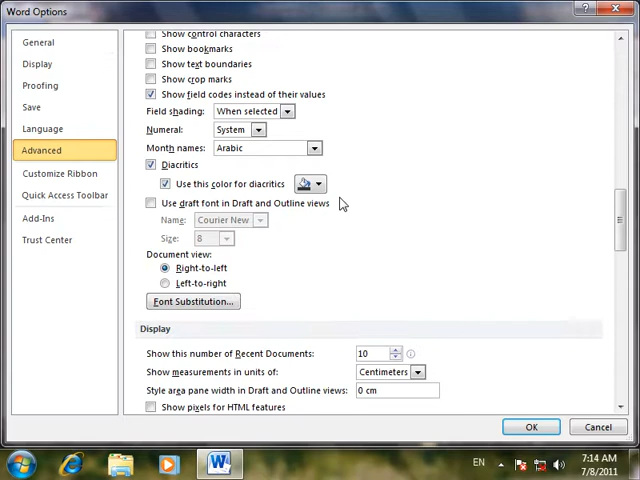 Word Options
General
Display
Proofing
Save
Language
Advanced
Customize Ribbon
Quick Access Toolbar
Add-Ins
Trust Center
Show control characters
Show bookmarks
Show text boundaries
Show crop marks
Show field codes instead of their values
Field shading: When selected
Numeral: System
Month names: Arabic
Diacritics
Use this color for diacritics
Use draft font in Draft and Outline views
Name: Courier New
Size: 8
Document view:
Right-to-left
Left-to-right
Font Substitution...
Display
Show this number of Recent Documents: 10
Show measurements in units of: Centimeters
Style area pane width in Draft and Outline views: 0 cm
Show pixels for HTML features
OK Cancel
EN 7:14 AM
7/8/2011